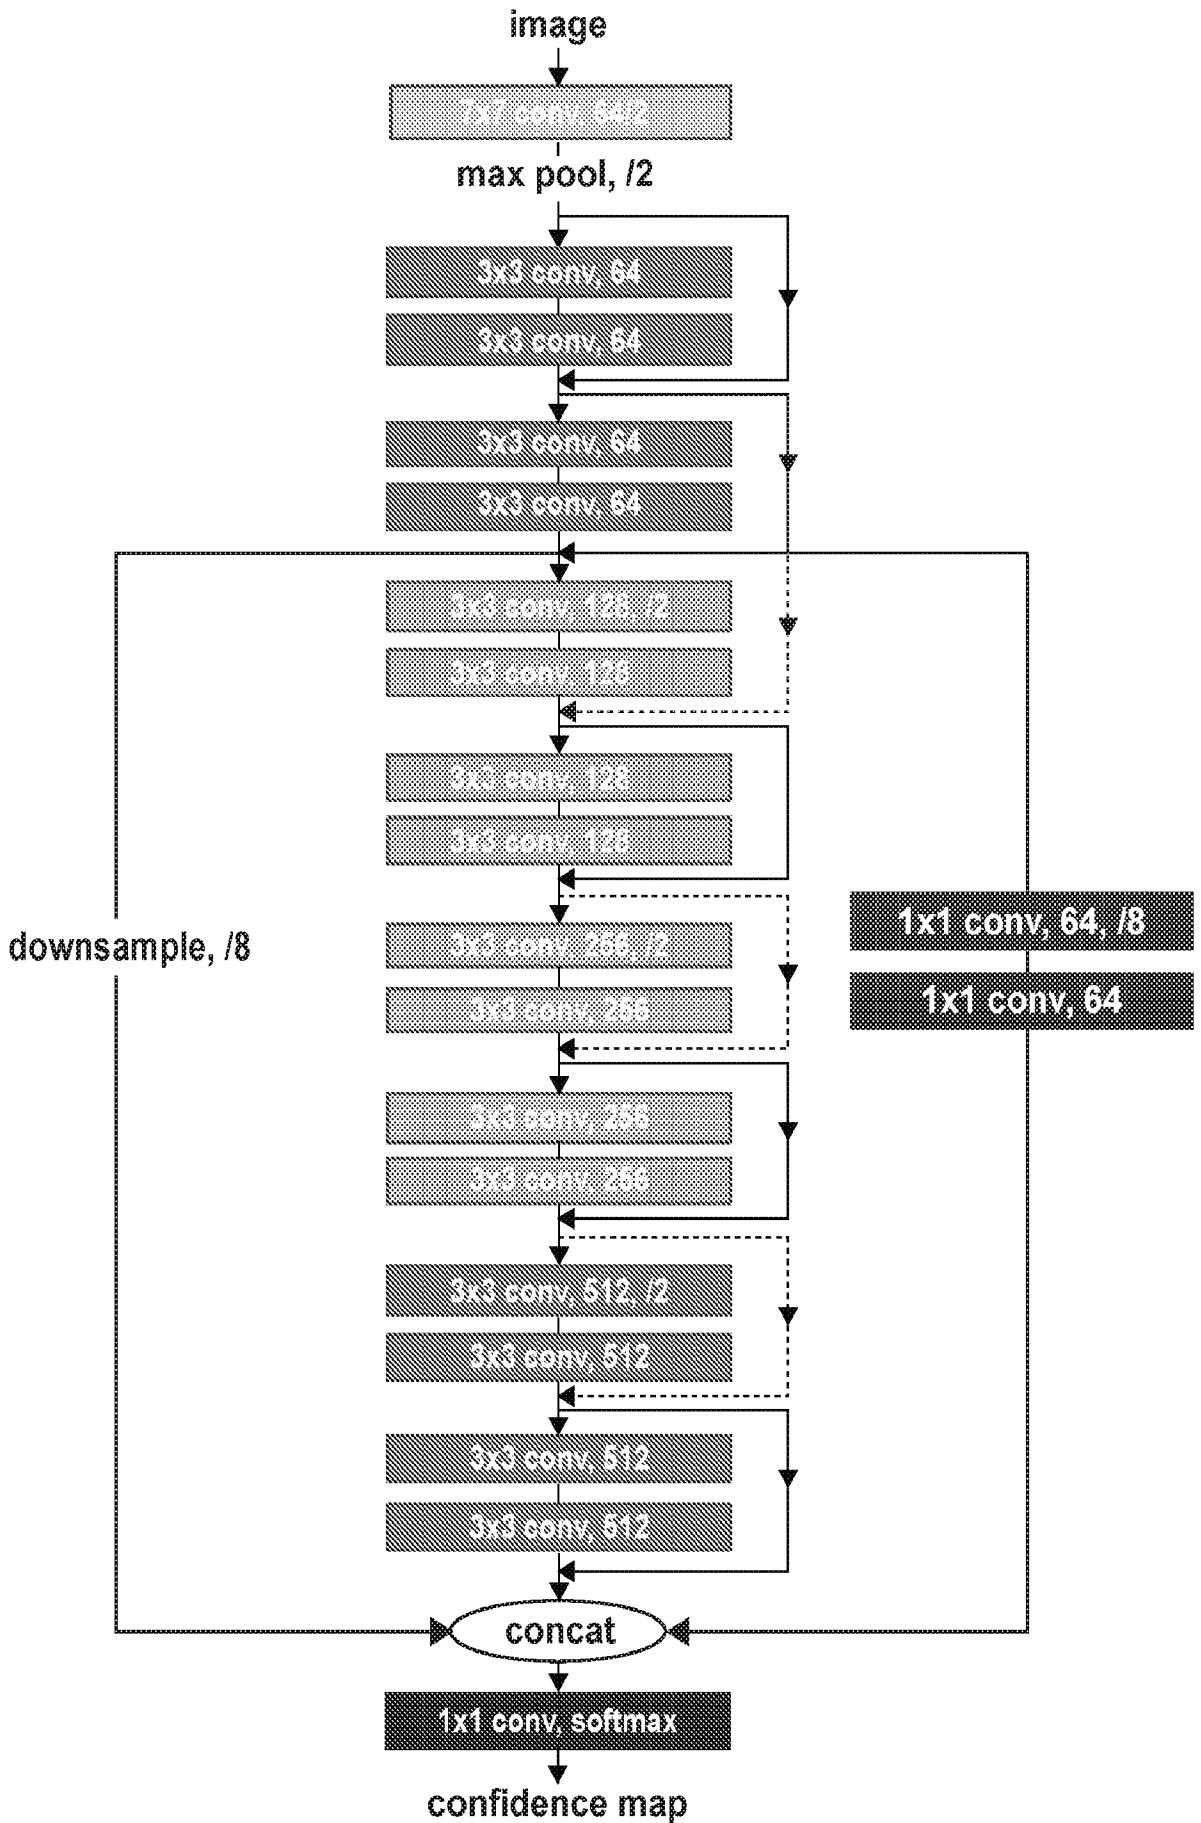 image
7x7 conv, 64/2
max pool, /2
3x3 conv, 64
3x3 conv, 64
3x3 conv, 64
3x3 conv, 64
3x3 conv, 128, /2
3x3 conv, 128
3x3 conv, 128
3x3 conv, 128
downsample, /8
1x1 conv, 64, /8
3x3 conv, 256, /2
1x1 conv, 64
3x3 conv, 256
3x3 conv, 256
3x3 conv, 256
3x3 conv, 512, /2
3x3 conv, 512
3x3 conv, 512
3x3 conv, 512
concat
1x1 conv, softmax
confidence map